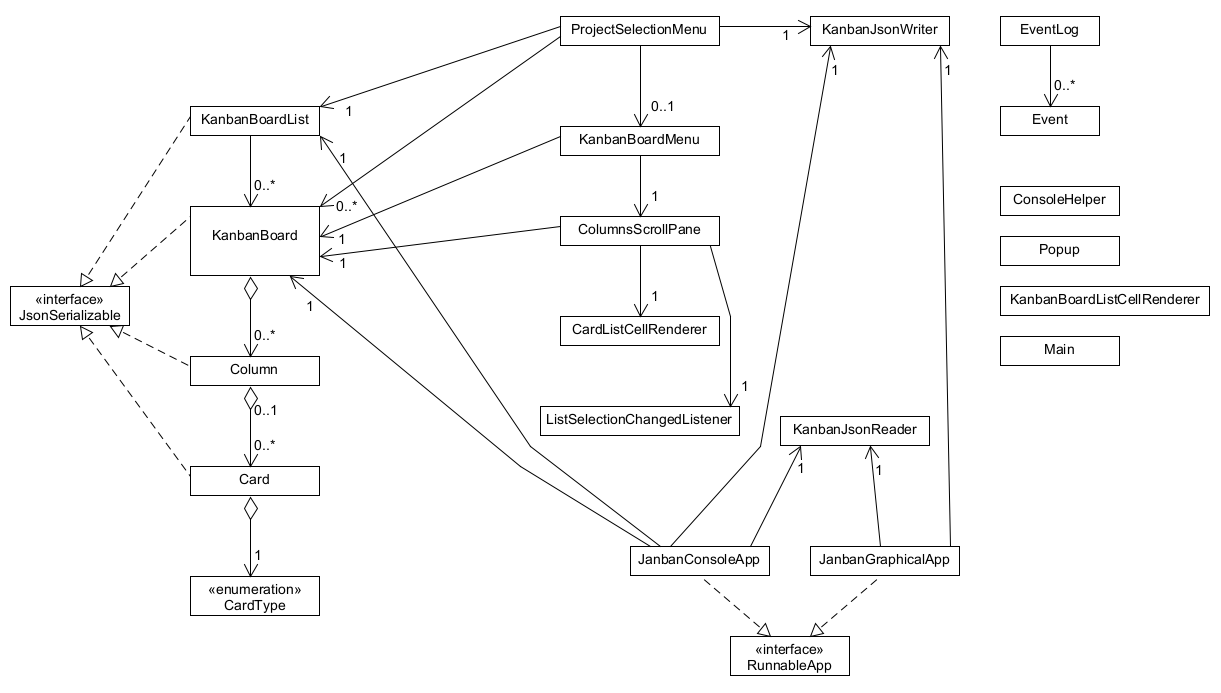 ProjectSelectionMenu
KanbanJsonWriter
EventLog
1
1
1
0..*
0..1
1
KanbanBoardList
Event
KanbanBoardMenu
1
0..*
1
ConsoleHelper
0..*
KanbanBoard
ColumnsScrollPane
1
Popup
1
«interface»
JsonSerializable
1
1
KanbanBoardListCellRenderer
CardListCellRenderer
0..*
Main
Column
1
0..1
ListSelectionChangedListener
KanbanJsonReader
0..*
Card
1
1
1
JanbanConsoleApp
JanbanGraphicalApp
«enumeration»
CardType
«interface»
RunnableApp